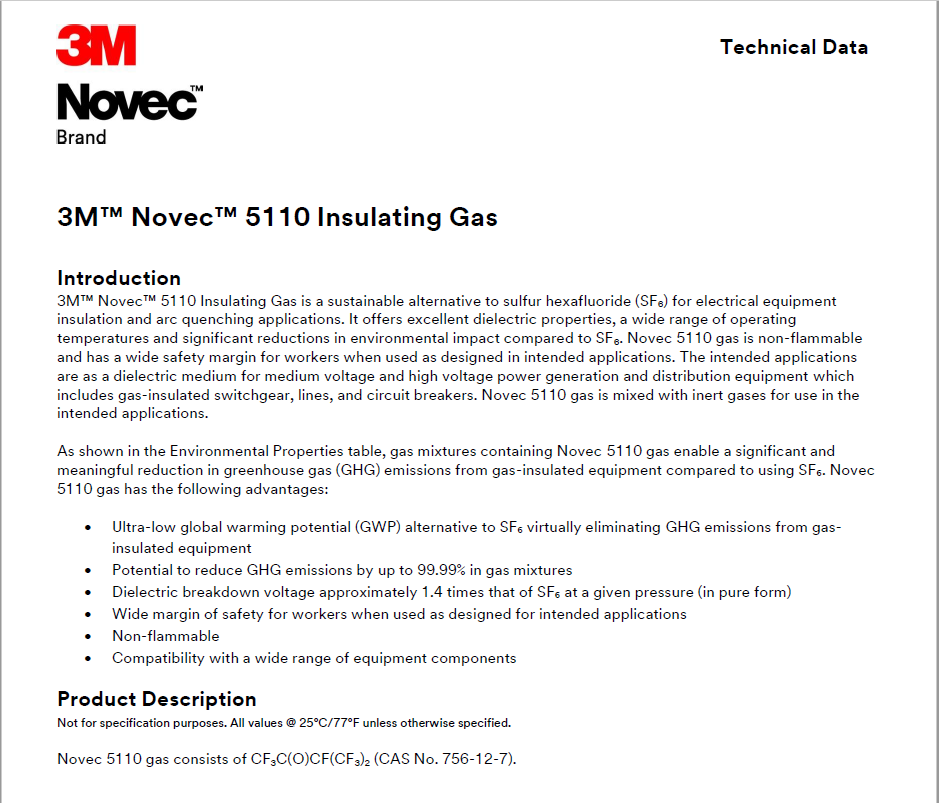 3M
Technical Data
Novec™
Brand
3M™ Novec™ 5110 Insulating Gas
Introduction
3M™ Novec™ 5110 Insulating Gas is a sustainable alternative to sulfur hexafluoride (SF₆) for electrical equipment
insulation and arc quenching applications. It offers excellent dielectric properties, a wide range of operating
temperatures and significant reductions in environmental impact compared to SF₆. Novec 5110 gas is non-flammable
and has a wide safety margin for workers when used as designed in intended applications. The intended applications
are as a dielectric medium for medium voltage and high voltage power generation and distribution equipment which
includes gas-insulated switchgear, lines, and circuit breakers. Novec 5110 gas is mixed with inert gases for use in the
intended applications.
As shown in the Environmental Properties table, gas mixtures containing Novec 5110 gas enable a significant and
meaningful reduction in greenhouse gas (GHG) emissions from gas-insulated equipment compared to using SF₆. Novec
5110 gas has the following advantages:
• Ultra-low global warming potential (GWP) alternative to SF₆ virtually eliminating GHG emissions from gas-
insulated equipment
• Potential to reduce GHG emissions by up to 99.99% in gas mixtures
• Dielectric breakdown voltage approximately 1.4 times that of SF₆ at a given pressure (in pure form)
• Wide margin of safety for workers when used as designed for intended applications
• Non-flammable
• Compatibility with a wide range of equipment components
Product Description
Not for specification purposes. All values @ 25°C/77°F unless otherwise specified.
Novec 5110 gas consists of CF₃C(O)CF(CF₃)₂ (CAS No. 756-12-7).